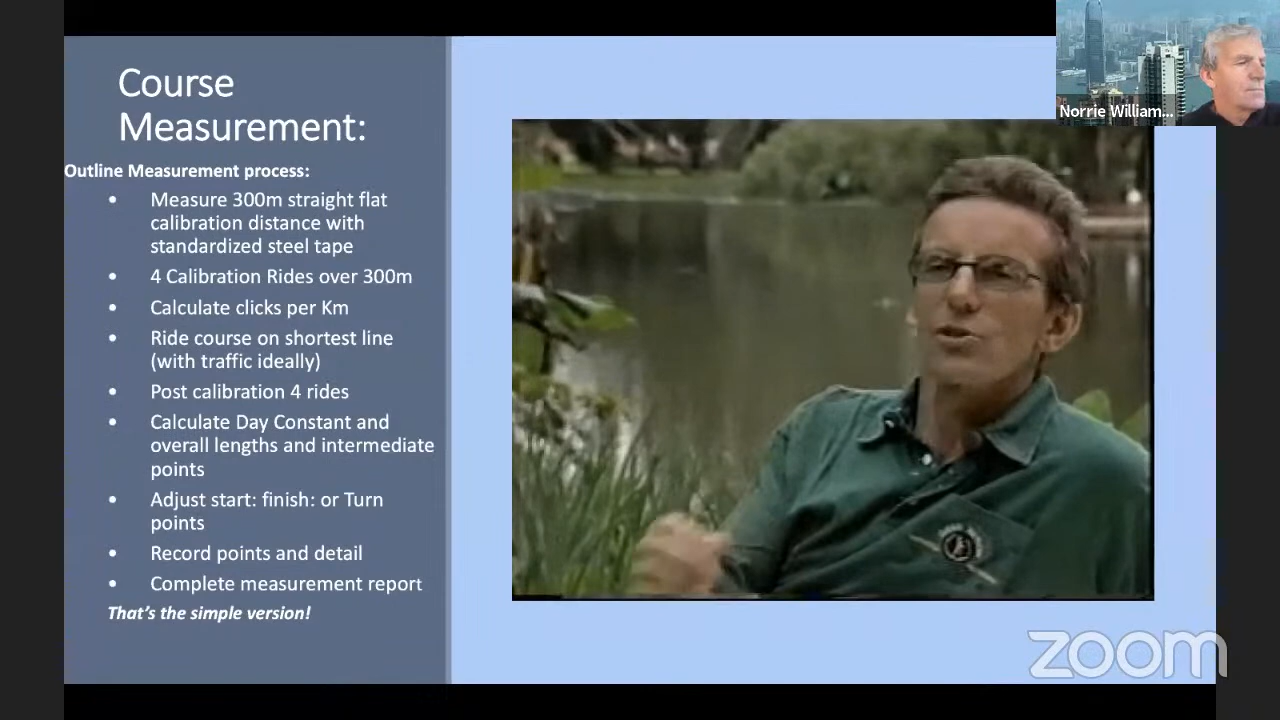 Course
Measurement:
Outline Measurement process:
• Measure 300m straight flat
calibration distance with
standardized steel tape
• 4 Calibration Rides over 300m
• Calculate clicks per Km
• Ride course on shortest line
(with traffic ideally)
• Post calibration 4 rides
• Calculate Day Constant and
overall lengths and intermediate
points
• Adjust start: finish: or Turn
points
• Record points and detail
• Complete measurement report
That's the simple version!
Norrie William...
zoom